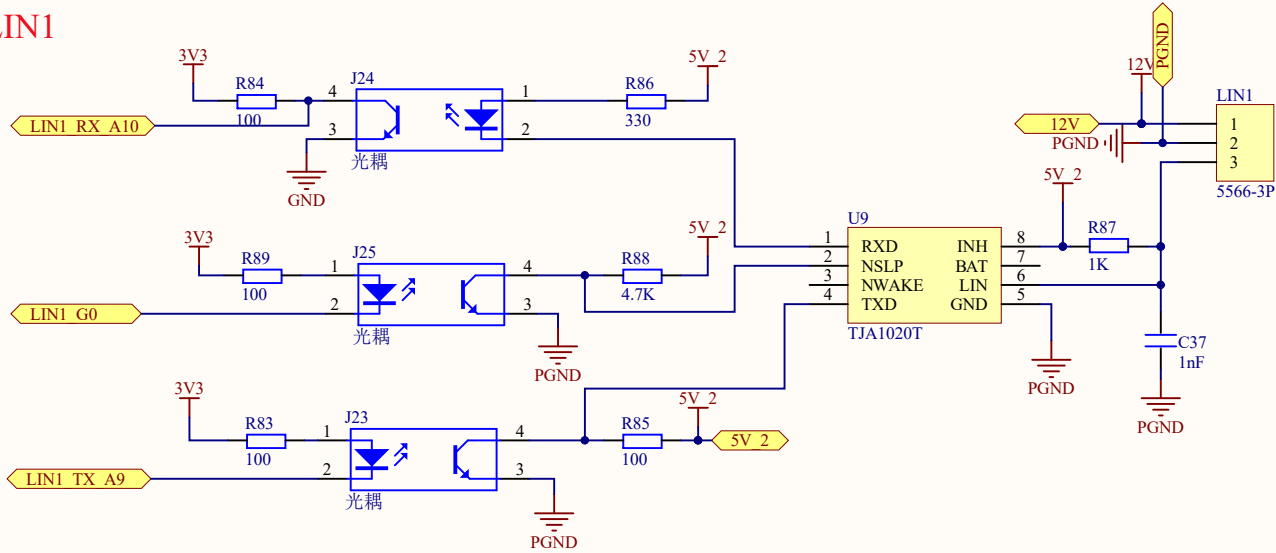 LIN1
3V3
R84
100
LIN1_RX_A10
J24
4
3
1
2
光耦
GND
R86
330
5V_2
12V
PGND
12V
PGND
LIN1
1
2
3
5566-3P
3V3
R89
100
LIN1_G0
J25
1
2
4
3
光耦
PGND
R88
4.7K
5V_2
U9
1
2
3
4
RXD
NSLP
NWAKE
TXD
INH
BAT
LIN
GND
8
7
6
5
TJA1020T
5V_2
R87
1K
PGND
C37
1nF
PGND
3V3
R83
100
LIN1_TX_A9
J23
1
2
4
3
光耦
PGND
R85
100
5V_2
5V_2